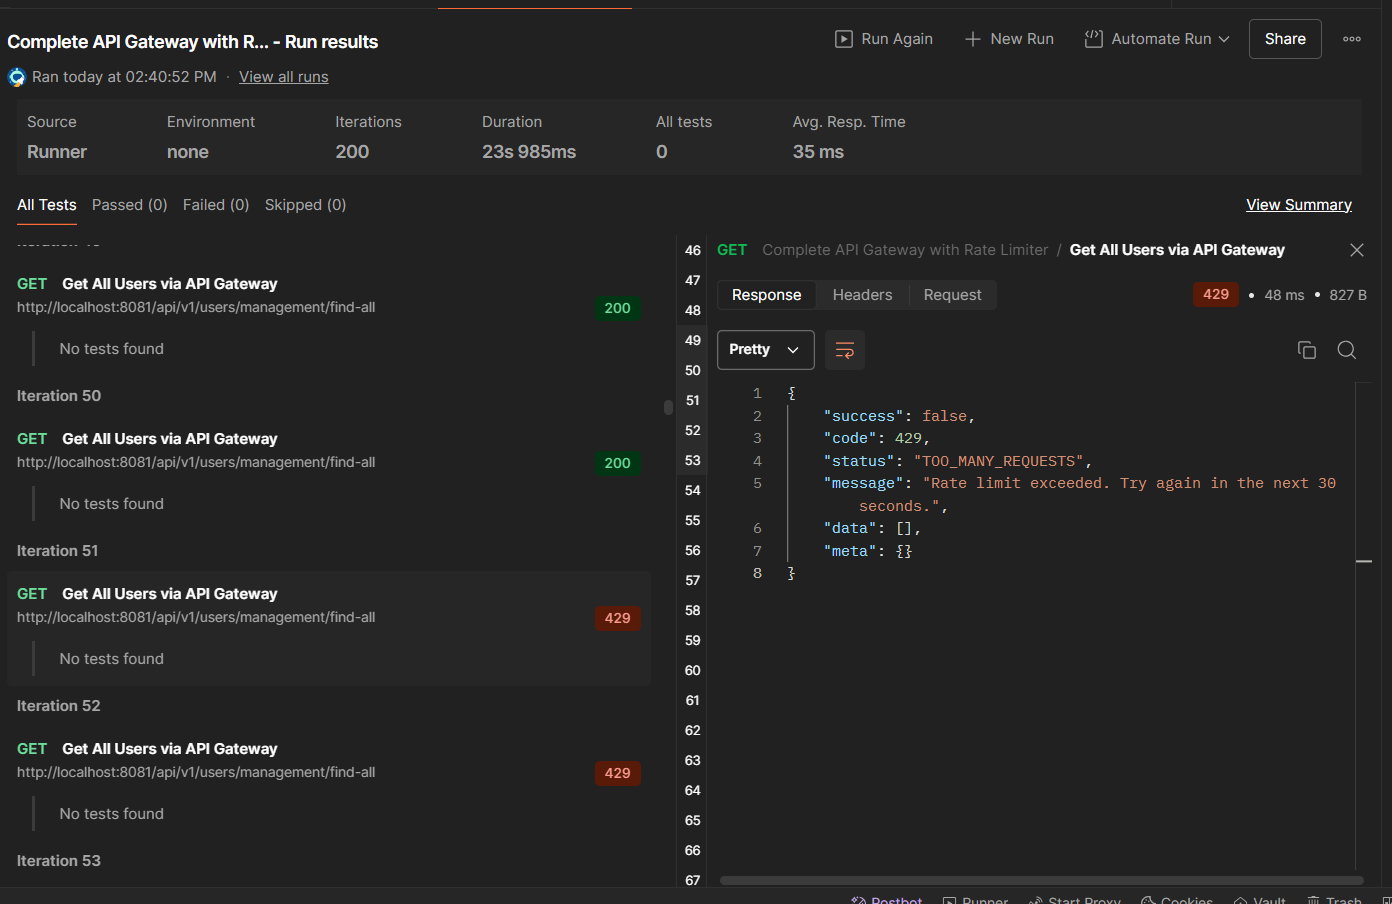 Complete API Gateway with R... - Run results
Run Again
New Run
Automate Run
Share
Ran today at 02:40:52 PM · View all runs
Source Environment Iterations Duration All tests Avg. Resp. Time
Runner none 200 23s 985ms 0 35 ms
All Tests Passed (0) Failed (0) Skipped (0)
View Summary
GET Get All Users via API Gateway
http://localhost:8081/api/v1/users/management/find-all
200
No tests found
Iteration 50
GET Get All Users via API Gateway
http://localhost:8081/api/v1/users/management/find-all
200
No tests found
Iteration 51
GET Get All Users via API Gateway
http://localhost:8081/api/v1/users/management/find-all
429
No tests found
Iteration 52
GET Get All Users via API Gateway
http://localhost:8081/api/v1/users/management/find-all
429
No tests found
Iteration 53
46
47
48
49
50
51
52
53
54
55
56
57
58
59
60
61
62
63
64
65
66
67
GET Complete API Gateway with Rate Limiter / Get All Users via API Gateway
Response Headers Request
429 • 48 ms • 827 B
Pretty
1 {
2 "success": false,
3 "code": 429,
4 "status": "TOO_MANY_REQUESTS",
5 "message": "Rate limit exceeded. Try again in the next 30
seconds.",
6 "data": [],
7 "meta": {}
8 }
Postbot Runner Start Proxy Cookies Vault Trash